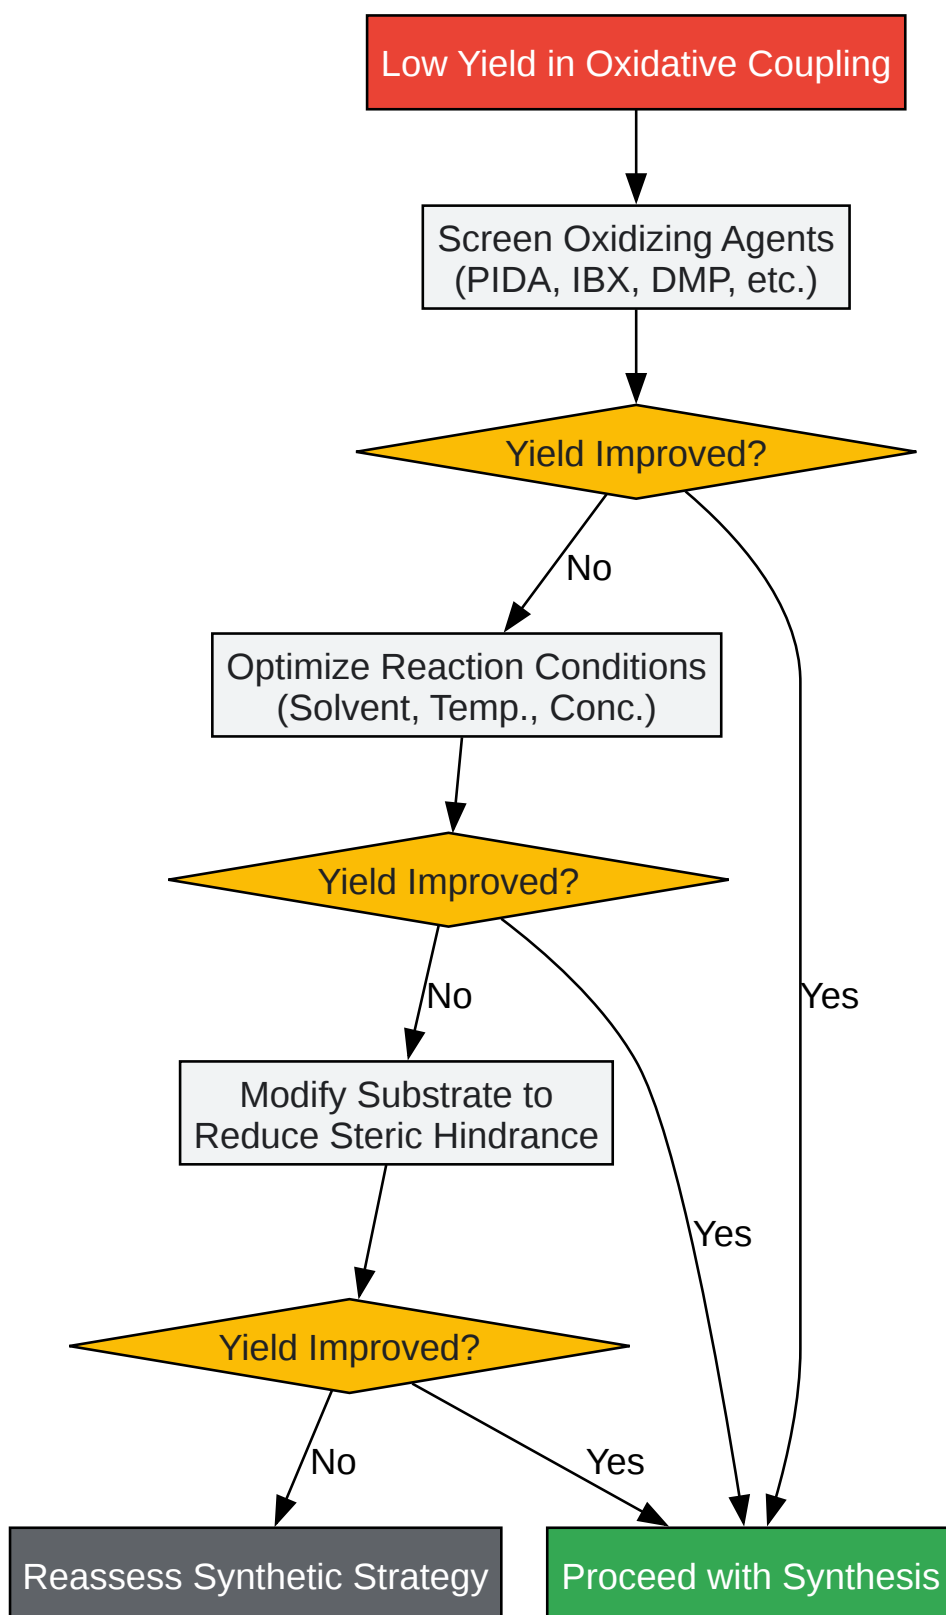 Low Yield in Oxidative Coupling
Screen Oxidizing Agents
(PIDA, IBX, DMP, etc.)
Yield Improved?
No
Optimize Reaction Conditions
(Solvent, Temp., Conc.)
Yield Improved?
No
Yes
Modify Substrate to
Reduce Steric Hindrance
Yes
Yield Improved?
No
Yes
Reassess Synthetic Strategy
Proceed with Synthesis